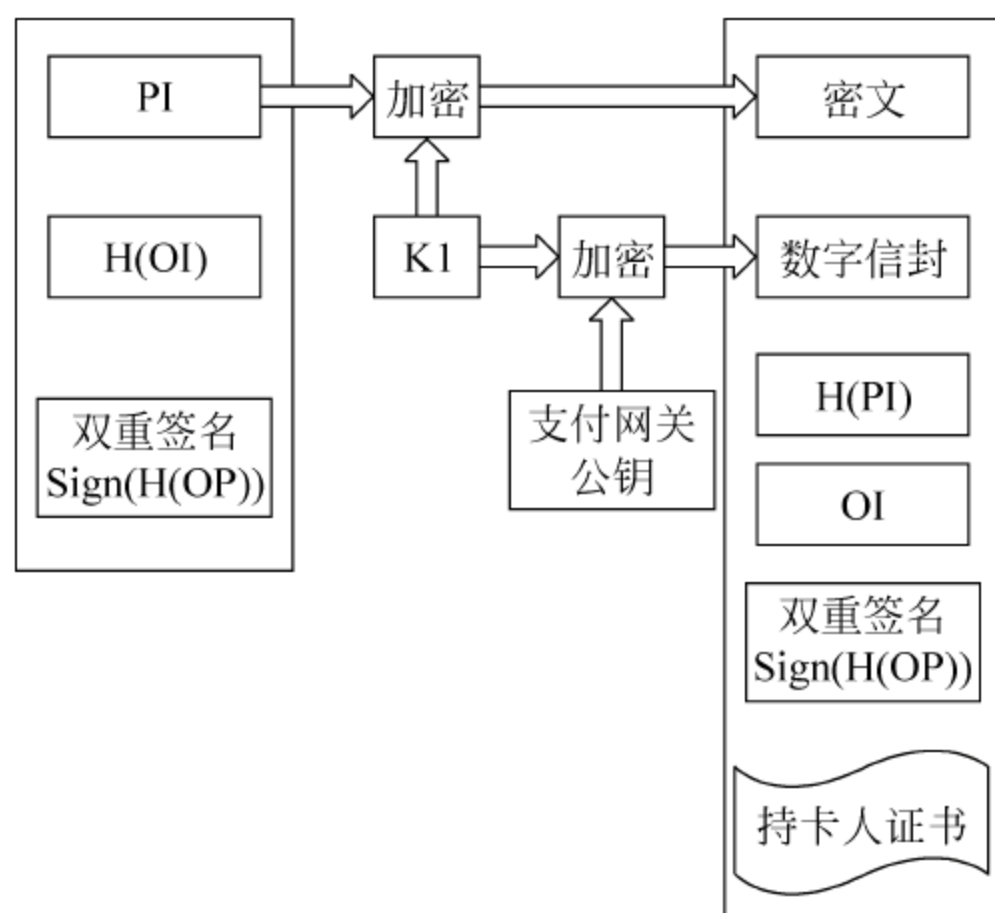 PI
加密
密文
H(OI)
K1
加密
数字信封
双重签名
Sign(H(OP))
支付网关
公钥
H(PI)
OI
双重签名
Sign(H(OP))
持卡人证书